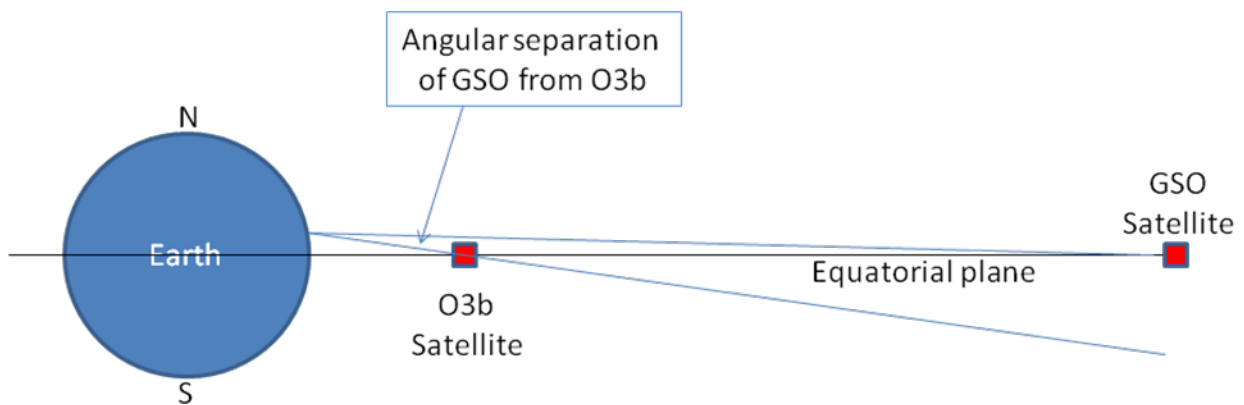 Angular separation
of GSO from O3b
N
GSO
Satellite
Earth
Equatorial plane
O3b
Satellite
S